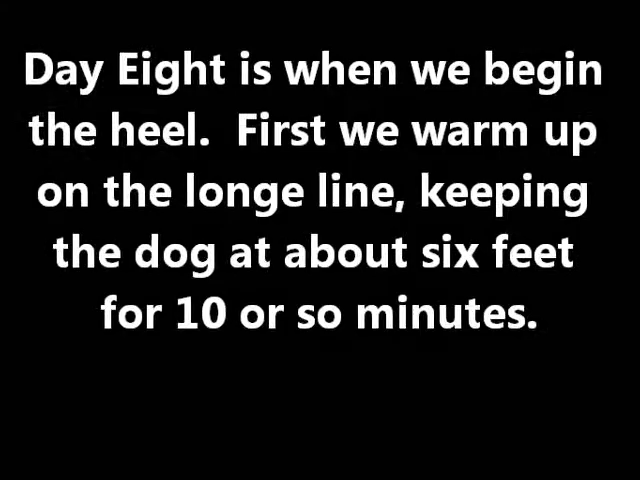 Day Eight is when we begin
the heel.  First we warm up
on the longe line, keeping
the dog at about six feet
for 10 or so minutes.